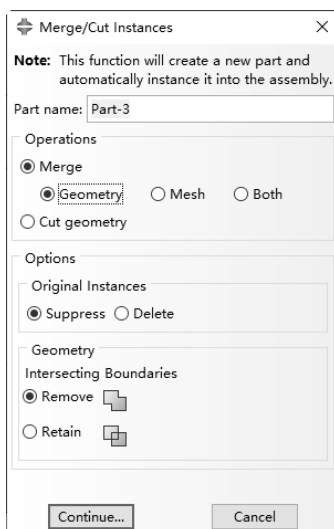 Merge/Cut Instances
Note: This function will create a new part and
automatically instance it into the assembly.
Part name: Part-3
Operations
Merge
Geometry Mesh Both
Cut geometry
Options
Original Instances
Suppress Delete
Geometry
Intersecting Boundaries
Remove
Retain
Continue... Cancel